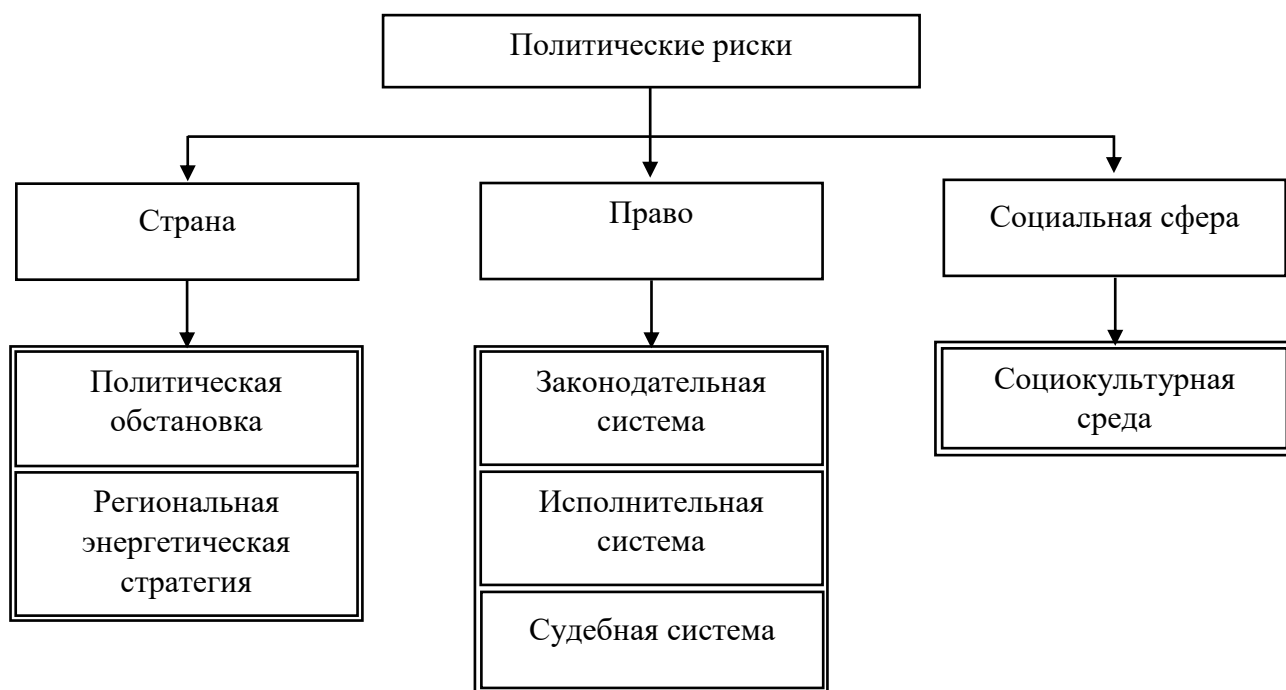 Политические риски
Страна
Право
Социальная сфера
Политическая
обстановка
Региональная
энергетическая
стратегия
Законодательная
система
Исполнительная
система
Судебная система
Социокультурная
среда